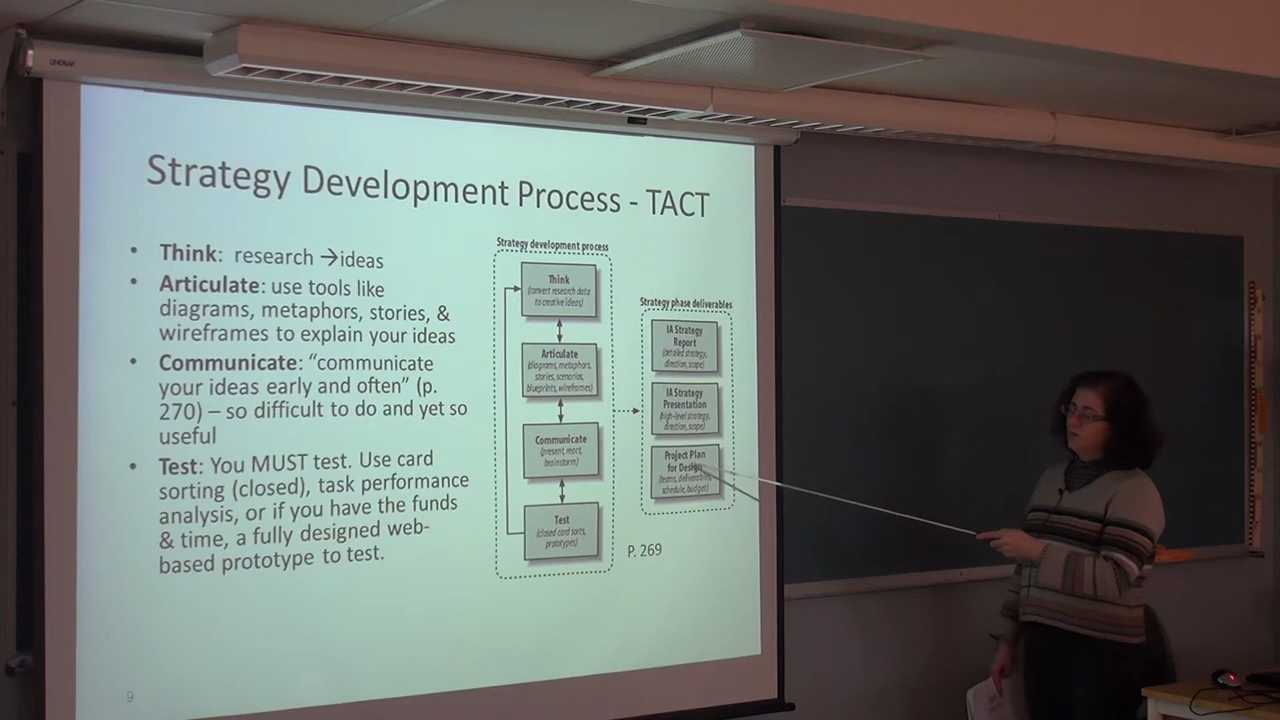 Strategy Development Process - TACT
• Think: research →ideas
• Articulate: use tools like
diagrams, metaphors, stories, &
wireframes to explain your ideas
• Communicate: “communicate
your ideas early and often” (p.
270) – so difficult to do and yet so
useful
• Test: You MUST test. Use card
sorting (closed), task performance
analysis, or if you have the funds
& time, a fully designed web-
based prototype to test.
Strategy development process
Think
(convert research data
to creative ideas)
Articulate
(diagrams, metaphors,
stories, scenarios,
blueprints, wireframes)
Communicate
(present, react,
brainstorm)
Test
(closed card sorts,
prototypes)
Strategy phase deliverables
IA Strategy
Report
(detailed strategy,
direction, scope)
IA Strategy
Presentation
(high-level strategy,
direction, scope)
Project Plan
for Design
(teams, deliverables,
schedule, budget)
P. 269
9